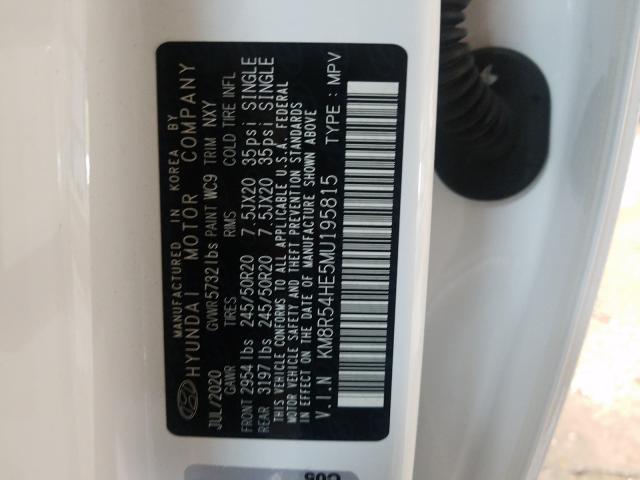 MANUFACTURED IN KOREA BY
HYUNDAI MOTOR COMPANY
JUL/2020 GVWR 5732 lbs PAINT WC9 TRIM NXY
GAWR TIRES RIMS COLD TIRE INFL
FRONT 2954 lbs 245/50R20 7.5JX20 35psi SINGLE
REAR 3197 lbs 245/50R20 7.5JX20 35psi SINGLE
THIS VEHICLE CONFORMS TO ALL APPLICABLE U.S.A. FEDERAL
MOTOR VEHICLE SAFETY AND THEFT PREVENTION STANDARDS
IN EFFECT ON THE DATE OF MANUFACTURE SHOWN ABOVE
V.I.N KM8R54HE5MU195815 TYPE : MPV